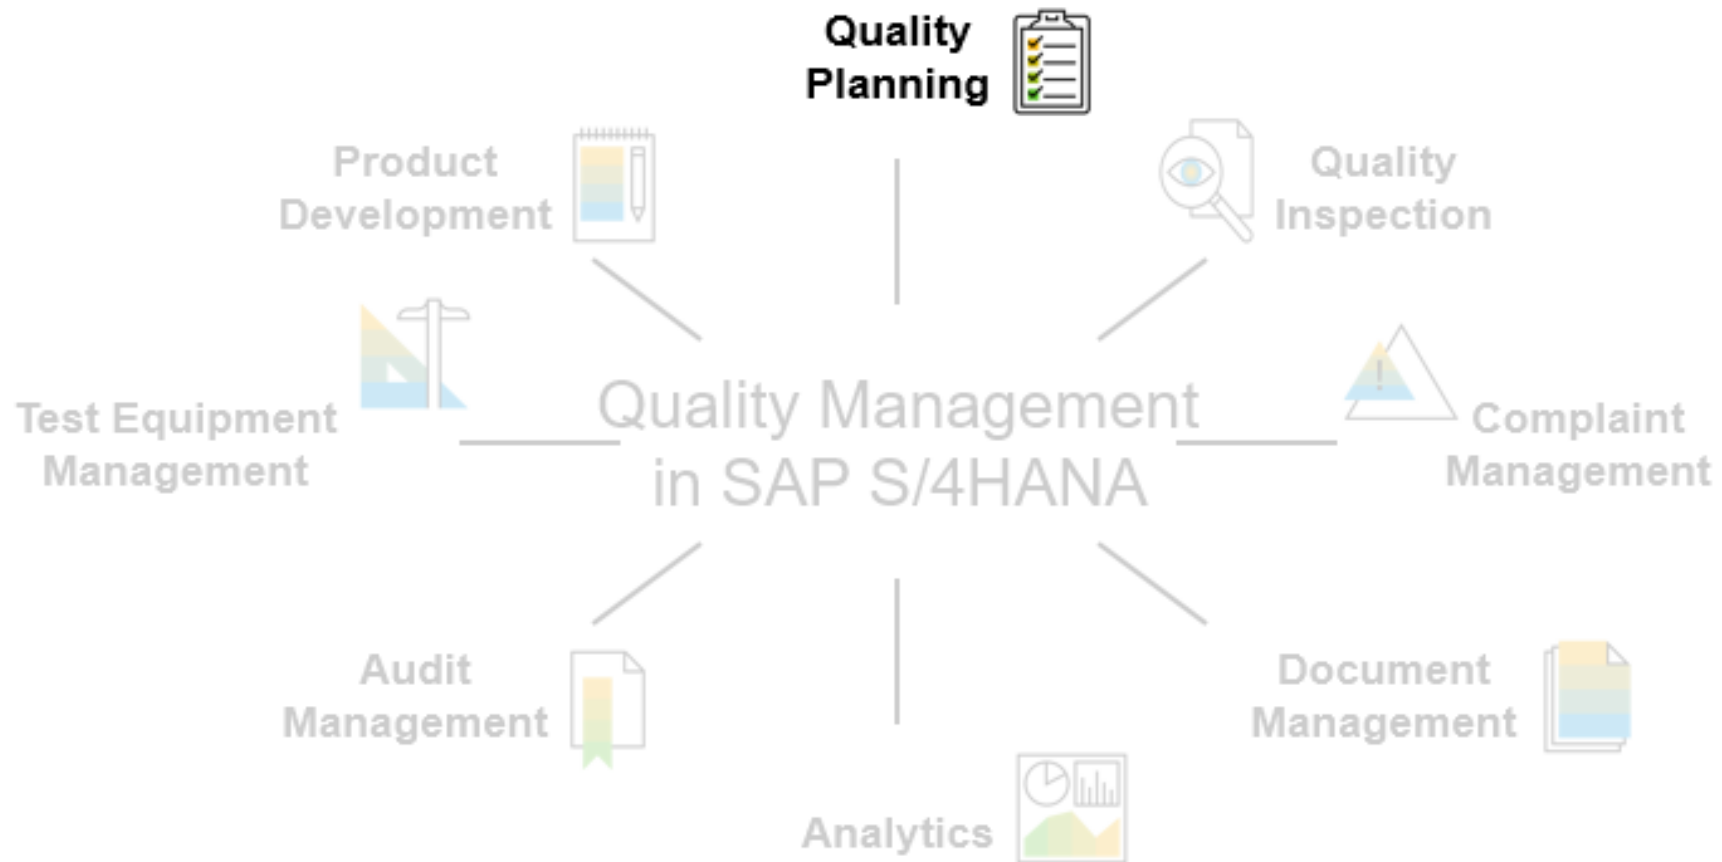 Quality
Planning
Product
Development
Quality
Inspection
Test Equipment
Management
Quality Management
in SAP S/4HANA
Complaint
Management
Audit
Management
Document
Management
Analytics